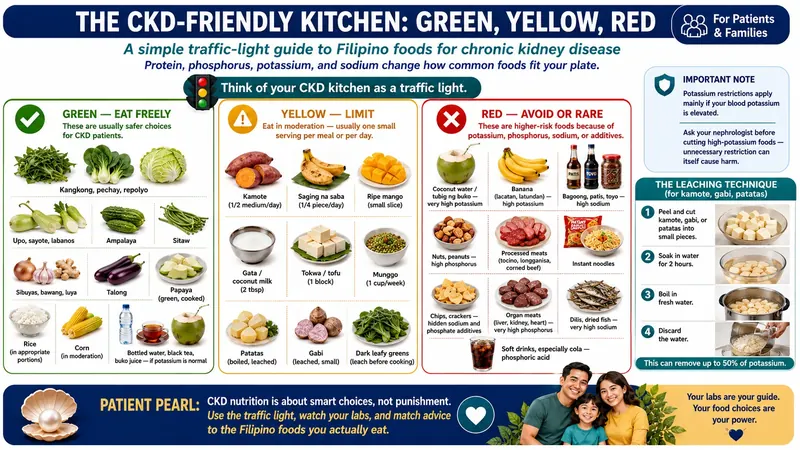 THE CKD-FRIENDLY KITCHEN: GREEN, YELLOW, RED
For Patients
& Families
A simple traffic-light guide to Filipino foods for chronic kidney disease
Protein, phosphorus, potassium, and sodium change how common foods fit your plate.
Think of your CKD kitchen as a traffic light.
GREEN — EAT FREELY
These are usually safer choices
for CKD patients.
Kangkong, pechay, repolyo
Upo, sayote, labanos
Ampalaya
Sitaw
Sibuyas, bawang, luya
Talong
Papaya
(green, cooked)
Rice
(in appropriate
portions)
Corn
(in moderation)
Bottled water, black tea,
buko juice — if potassium is normal
YELLOW — LIMIT
Eat in moderation — usually one small
serving per meal or per day.
Kamote
(1/2 medium/day)
Saging na saba
(1/4 piece/day)
Ripe mango
(small slice)
Gata /
coconut milk
(2 tbsp)
Tokwa / tofu
(1 block)
Munggo
(1 cup/week)
Patatas
(boiled, leached)
Gabi
(leached, small)
Dark leafy greens
(leach before cooking)
RED — AVOID OR RARE
These are higher-risk foods because of
potassium, phosphorus, sodium, or additives.
Coconut water /
tubig ng buko —
very high potassium
Banana
(lacatan, latundan) —
high potassium
PATIS
TOYO
Bagoong, patis, toyo —
high sodium
Nuts, peanuts —
high phosphorus
Processed meats
(tocino, longganisa,
corned beef)
INSTANT
NOODLES
Instant noodles
Chips, crackers —
hidden sodium and
phosphate additives
Organ meats
(liver, kidney, heart) —
very high phosphorus
Dilis, dried fish —
very high sodium
Soft drinks, especially cola —
phosphoric acid
IMPORTANT NOTE
Potassium restrictions apply
mainly if your blood potassium
is elevated.
Ask your nephrologist before
cutting high-potassium foods —
unnecessary restriction can
itself cause harm.
THE LEACHING TECHNIQUE
(for kamote, gabi, patatas)
1 Peel and cut
kamote, gabi, or
patatas into
small pieces.
2 Soak in water
for 2 hours.
3 Boil in
fresh water.
4 Discard
the water.
This can remove up to 50% of potassium.
PATIENT PEARL:
CKD nutrition is about smart choices, not punishment.
Use the traffic light, watch your labs, and match advice
to the Filipino foods you actually eat.
Your labs are your guide.
Your food choices are
your power.